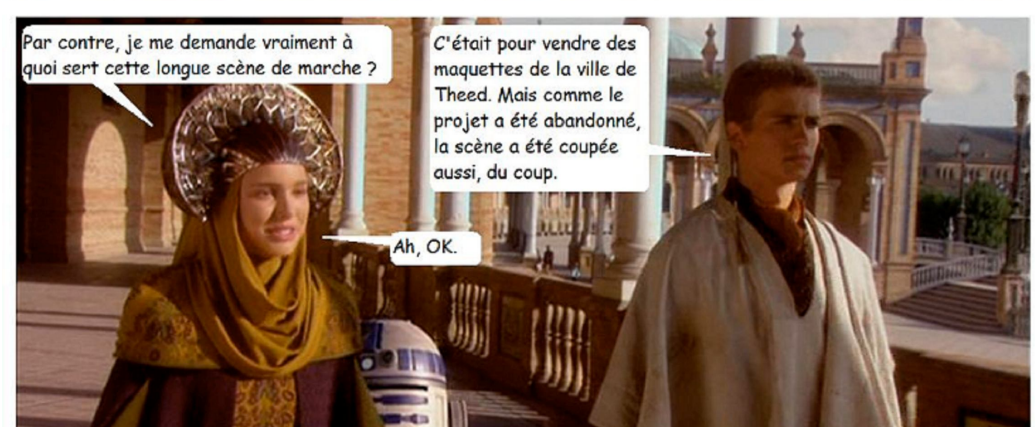 Par contre, je me demande vraiment à
quoi sert cette longue scène de marche ?
C'était pour vendre des
maquettes de la ville de
Theed. Mais comme le
projet a été abandonné,
la scène a été coupée
aussi, du coup.
Ah, OK.